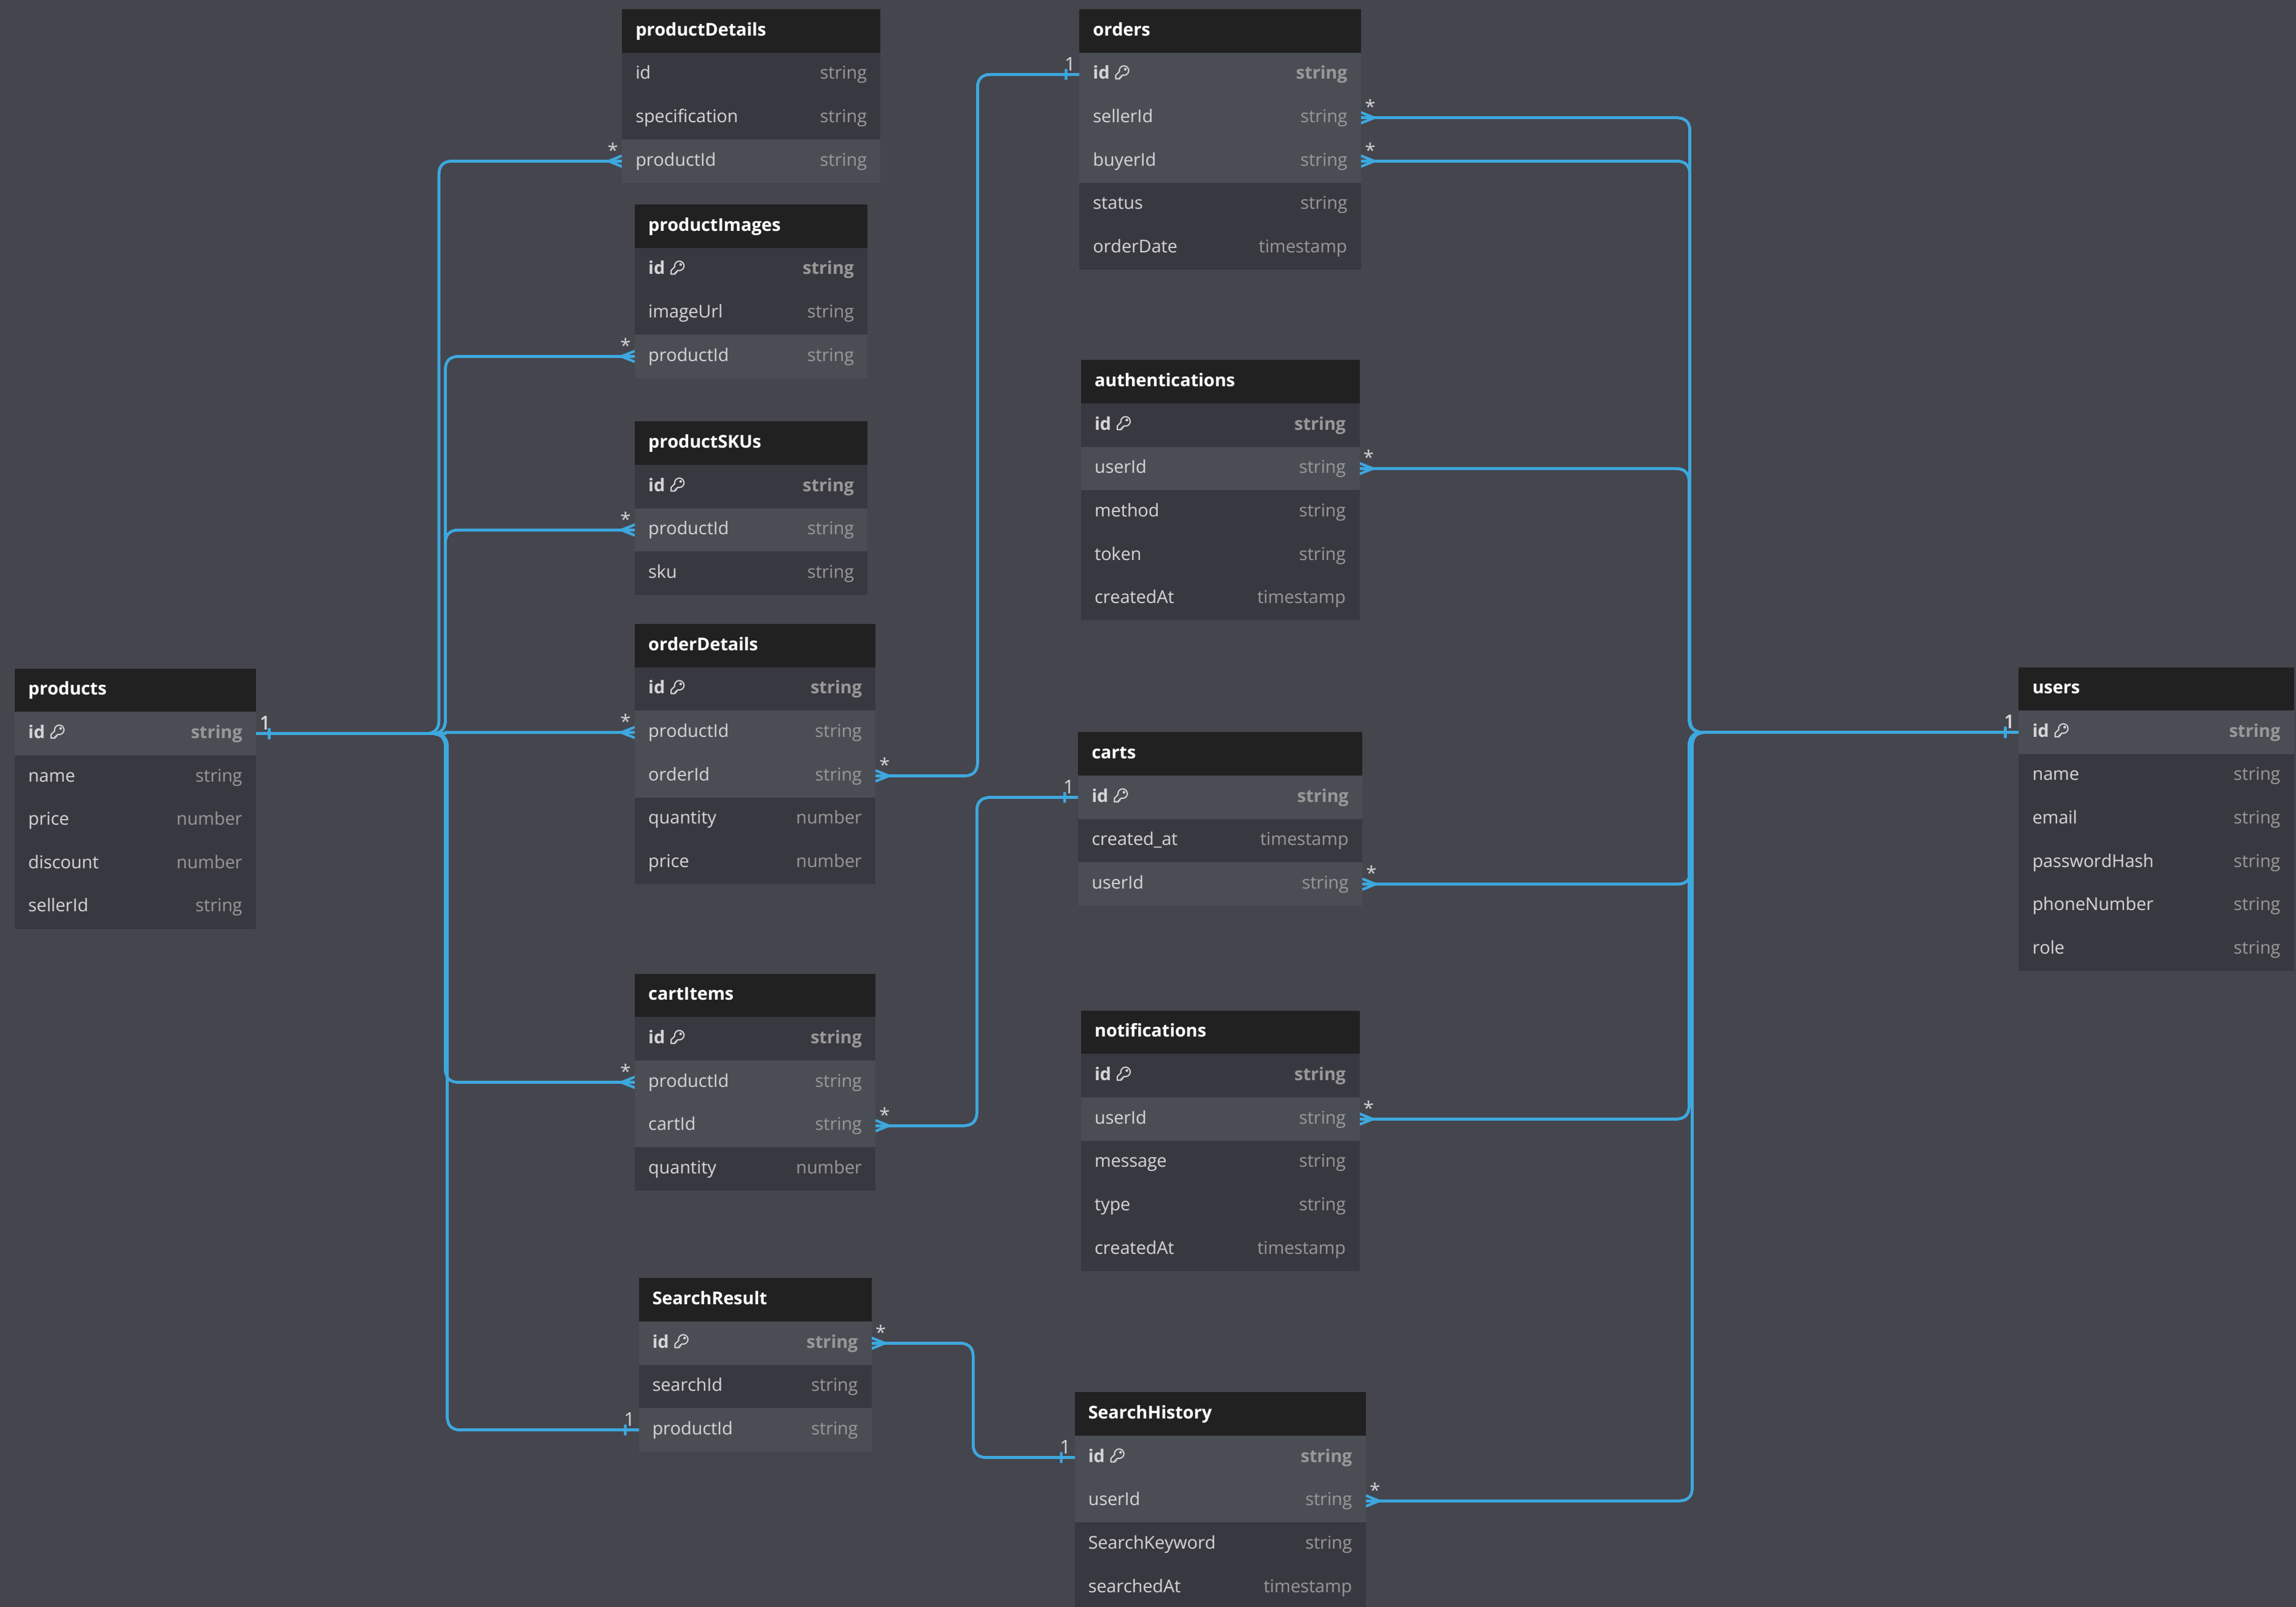 productDetails
id string
specification string
* productId string
productImages
id string
imageUrl string
* productId string
productSKUs
id string
* productId string
sku string
orderDetails
id string
* productId string
orderId string *
quantity number
price number
products
id string 1
name string
price number
discount number
sellerId string
cartItems
id string
* productId string
cartId string *
quantity number
SearchResult
id string *
searchId string
1 productId string
orders
1 id string
sellerId string *
buyerId string *
status string
orderDate timestamp
authentications
id string
userId string *
method string
token string
createdAt timestamp
carts
1 id string
created_at timestamp
userId string *
notifications
id string
userId string *
message string
type string
createdAt timestamp
SearchHistory
1 id string
userId string *
SearchKeyword string
searchedAt timestamp
users
1 id string
name string
email string
passwordHash string
phoneNumber string
role string